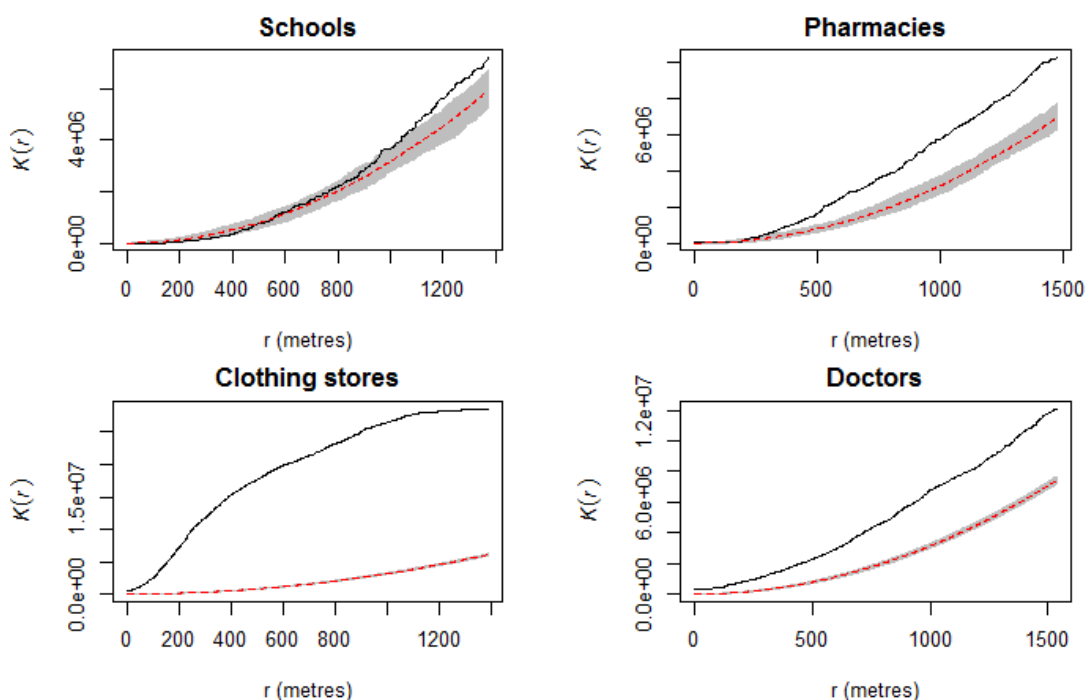 Schools
K(r)
4e+06
0e+00
0 200 400 600 800 1200
r (metres)
Pharmacies
K(r)
6e+06
0e+00
0 500 1000 1500
r (metres)
Clothing stores
K(r)
1.5e+07
0.0e+00
0 200 400 600 800 1200
r (metres)
Doctors
K(r)
1.2e+07
6.0e+06
0.0e+00
0 500 1000 1500
r (metres)